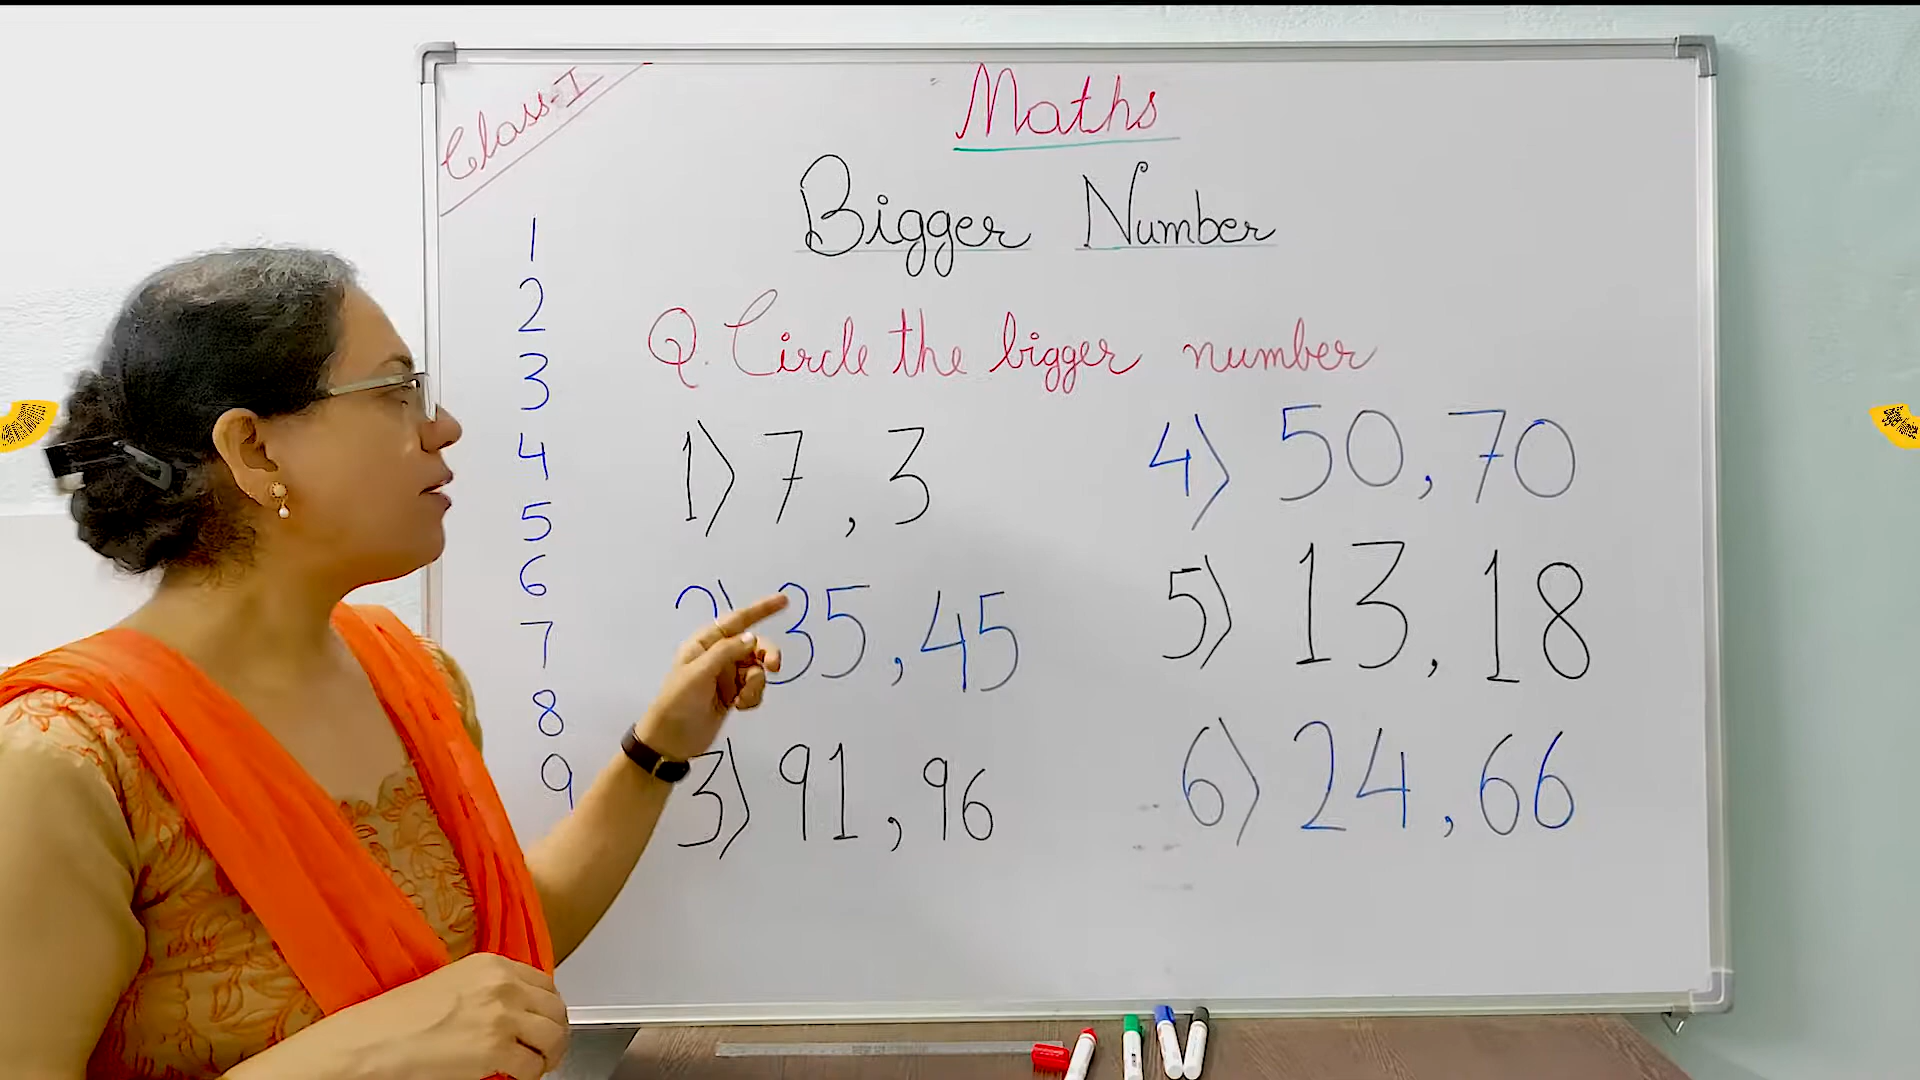 Class-I
Maths
Bigger Number
Q. Circle the bigger number
1
2
3
4
5
6
7
8
9
1) 7, 3
2) 35, 45
3) 91, 96
4) 50, 70
5) 13, 18
6) 24, 66